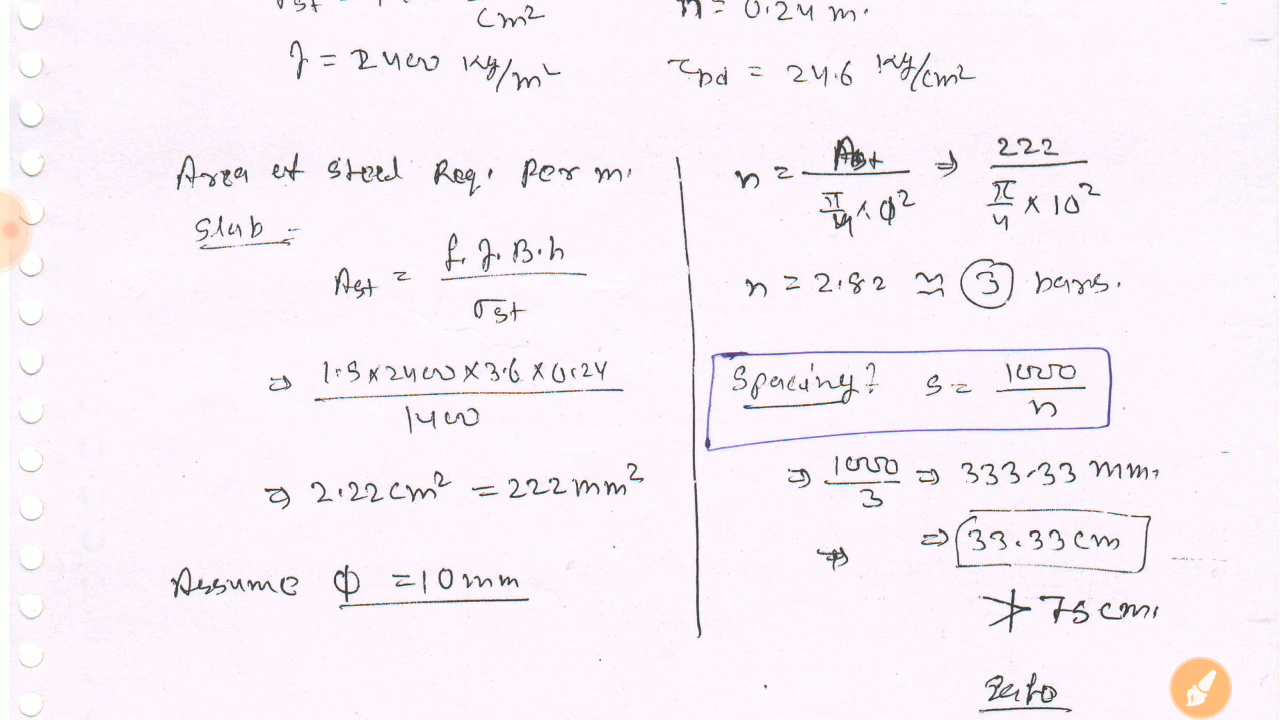 cm²
h = 0.24 m.
γ = 2400 kg/m²
τbd = 24.6 kg/cm²
Area of Steel Req. Per m.
Slab -
Ast = f.γ.B.h / σst
⇒ 1.5 x 2400 x 3.6 x 0.24 / 1400
⇒ 2.22 cm² = 222 mm²
Assume ϕ = 10 mm
n = Ast / π/4 x ϕ² ⇒ 222 / π/4 x 10²
n = 2.82 ≃ 3 bars.
Spacing: S = 1000 / n
⇒ 1000 / 3 ⇒ 333.33 mm.
⇒ 33.33 cm
≯ 75 cm.